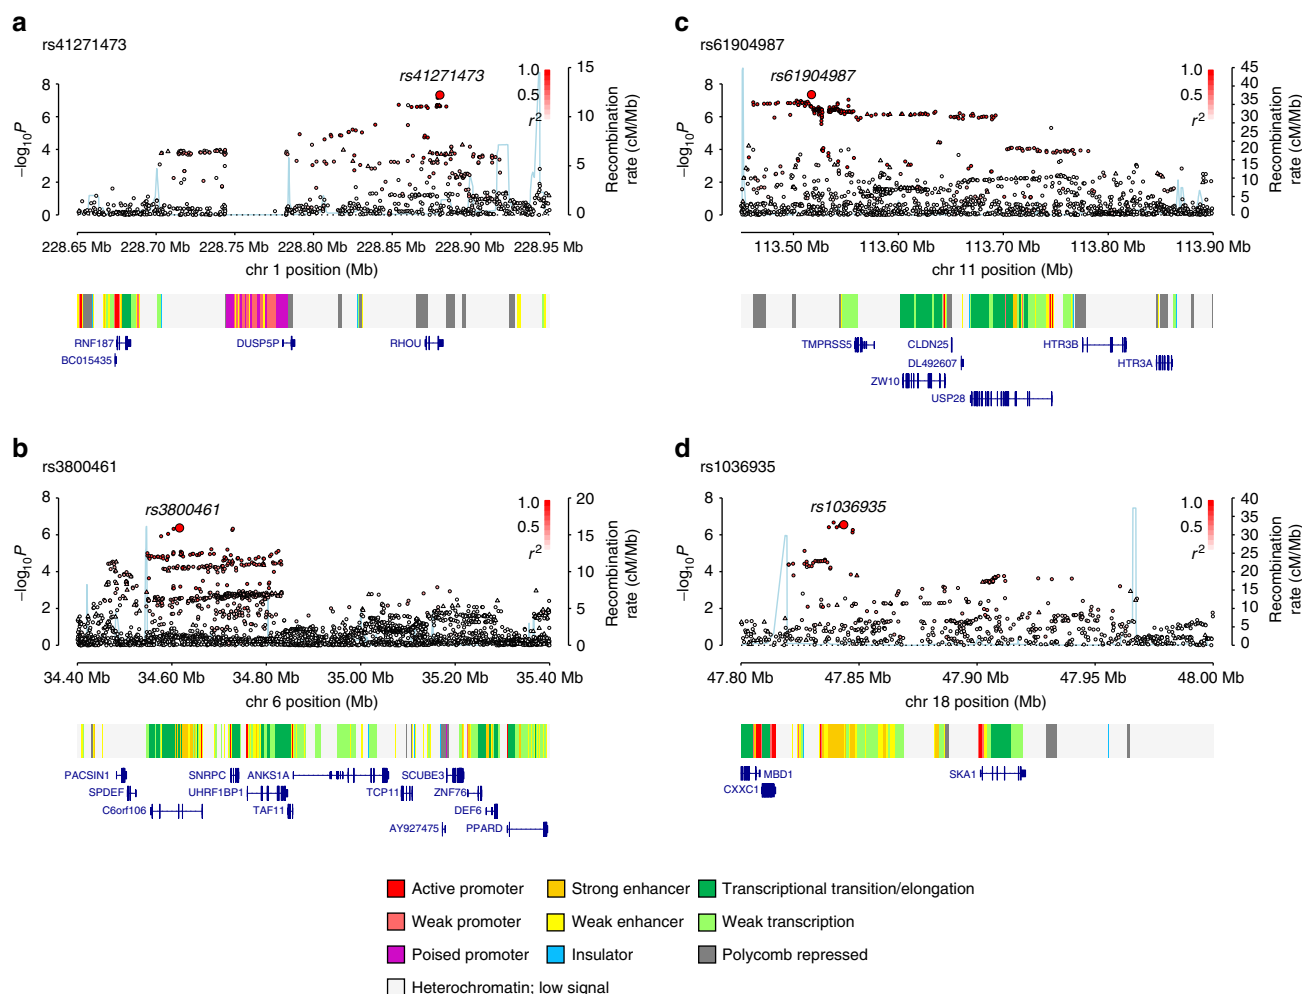 a
rs41271473
rs41271473
8
6
4
2
0
−log10P
1.0
0.5
r2
15
10
5
0
Recombination
rate (cM/Mb)
228.65 Mb
228.70 Mb
228.75 Mb
228.80 Mb
228.85 Mb
228.90 Mb
228.95 Mb
chr 1 position (Mb)
RNF187
BC015435
DUSP5P
RHOU
c
rs61904987
rs61904987
8
6
4
2
0
−log10P
1.0
0.5
r2
45
40
35
30
25
20
15
10
5
0
Recombination
rate (cM/Mb)
113.50 Mb
113.60 Mb
113.70 Mb
113.80 Mb
113.90 Mb
chr 11 position (Mb)
TMPRSS5
CLDN25
HTR3B
DL492607
HTR3A
ZW10
USP28
b
rs3800461
rs3800461
8
6
4
2
0
−log10P
1.0
0.5
r2
20
15
10
5
0
Recombination
rate (cM/Mb)
34.40 Mb
34.60 Mb
34.80 Mb
35.00 Mb
35.20 Mb
35.40 Mb
chr 6 position (Mb)
PACSIN1
SNRPC
ANKS1A
SCUBE3
SPDEF
UHRF1BP1
TCP11
ZNF76
C6orf106
TAF11
DEF6
AY927475
PPARD
d
rs1036935
rs1036935
8
6
4
2
0
−log10P
1.0
0.5
r2
40
35
30
25
20
15
10
5
0
Recombination
rate (cM/Mb)
47.80 Mb
47.85 Mb
47.90 Mb
47.95 Mb
48.00 Mb
chr 18 position (Mb)
MBD1
SKA1
CXXC1
Active promoter
Strong enhancer
Transcriptional transition/elongation
Weak promoter
Weak enhancer
Weak transcription
Poised promoter
Insulator
Polycomb repressed
Heterochromatin; low signal